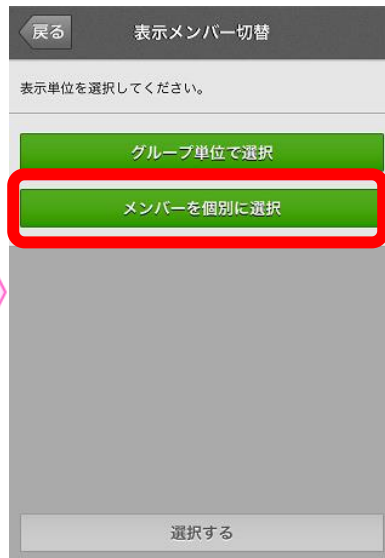 戻る
表示メンバー切替
表示単位を選択してください。
グループ単位で選択
メンバーを個別に選択
選択する